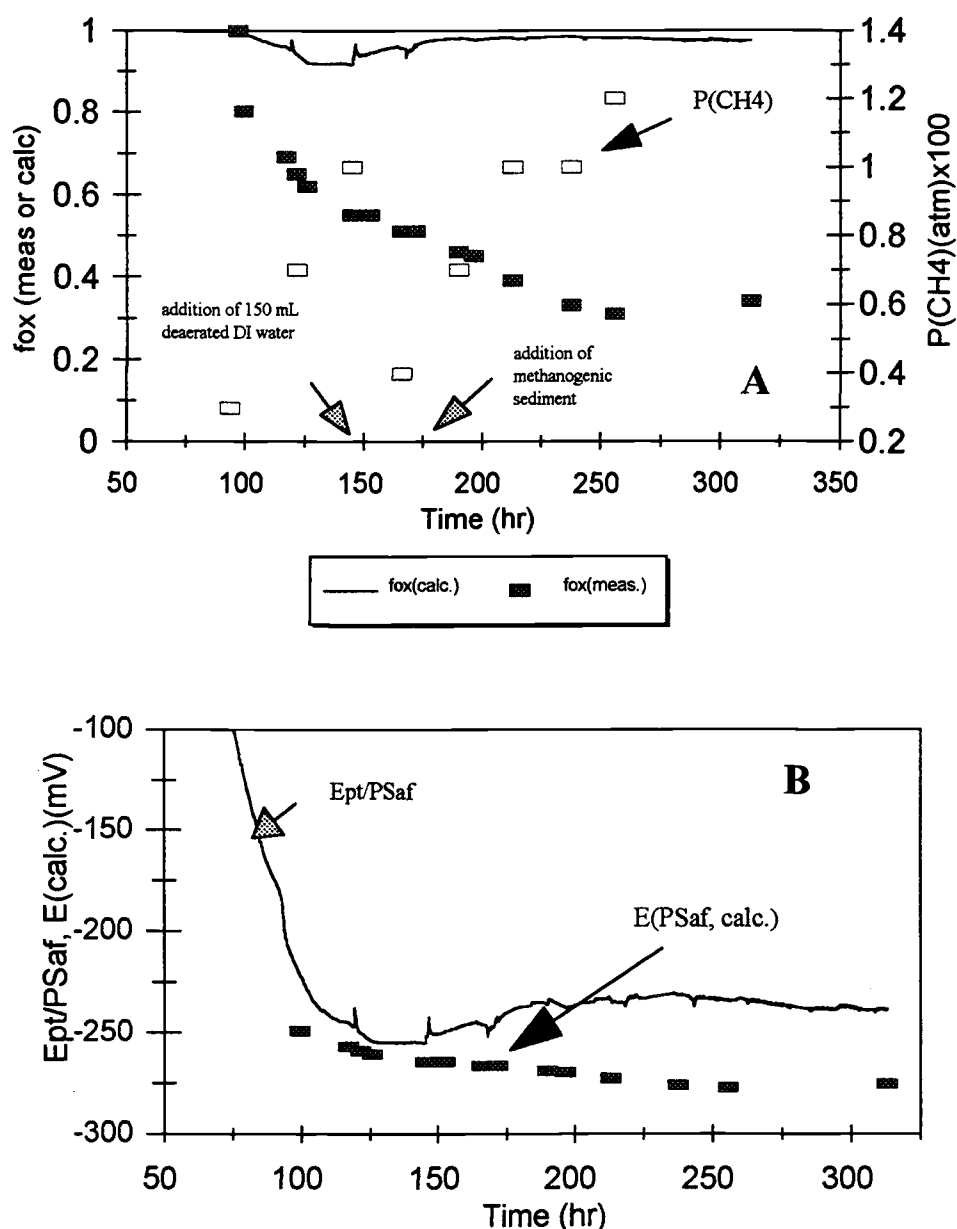 1
0.8
0.6
0.4
0.2
0
fox (meas or calc)
1.4
1.2
1
0.8
0.6
0.4
0.2
P(CH4)(atm)x100
P(CH4)
addition of 150 mL
deaerated DI water
addition of
methanogenic
sediment
A
50 100 150 200 250 300 350
Time (hr)
fox(calc.) fox(meas.)
-100
-150
-200
-250
-300
Ept/PSaf, E(calc.)(mV)
B
Ept/PSaf
E(PSaf, calc.)
50 100 150 200 250 300
Time (hr)